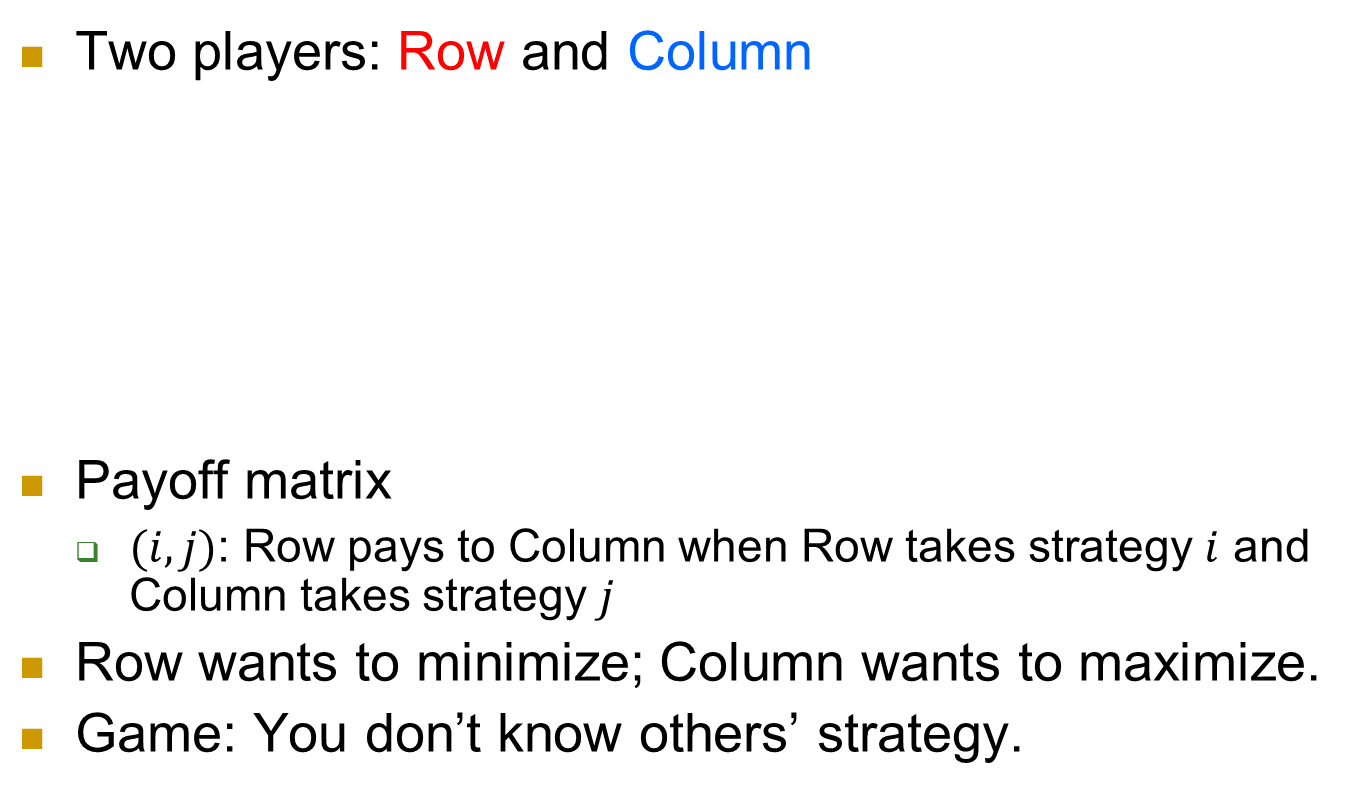 Two players: Row and Column
Payoff matrix
(i, j): Row pays to Column when Row takes strategy i and
Column takes strategy j
Row wants to minimize; Column wants to maximize.
Game: You don’t know others’ strategy.